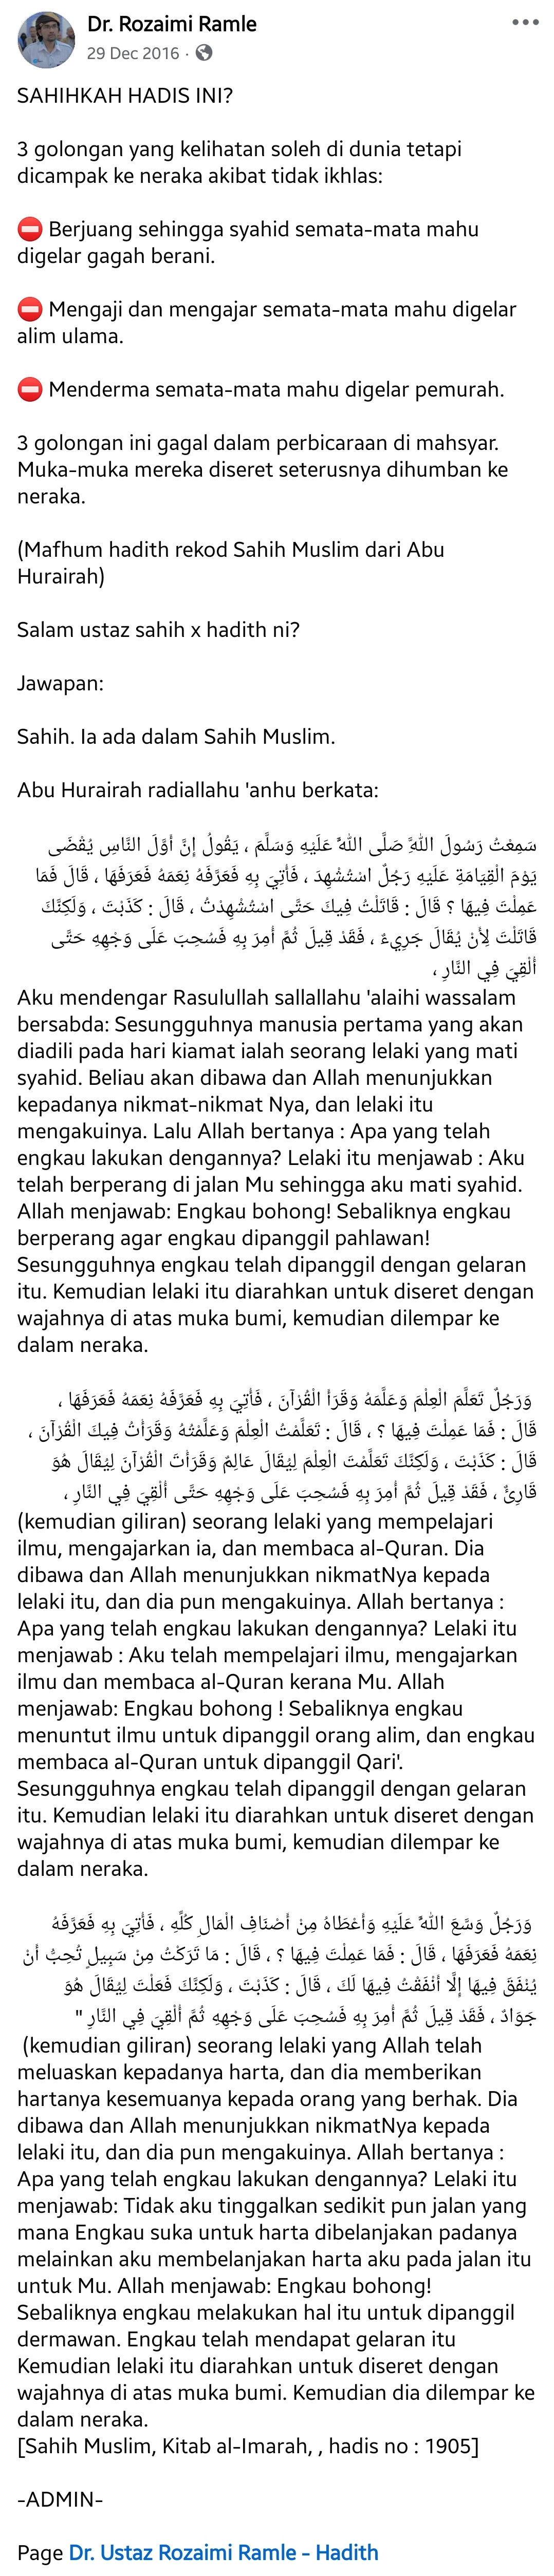 Dr. Rozaimi Ramle
29 Dec 2016 ·
SAHIHKAH HADIS INI?
3 golongan yang kelihatan soleh di dunia tetapi
dicampak ke neraka akibat tidak ikhlas:
⛔ Berjuang sehingga syahid semata-mata mahu
digelar gagah berani.
⛔ Mengaji dan mengajar semata-mata mahu digelar
alim ulama.
⛔ Menderma semata-mata mahu digelar pemurah.
3 golongan ini gagal dalam perbicaraan di mahsyar.
Muka-muka mereka diseret seterusnya dihumban ke
neraka.
(Mafhum hadith rekod Sahih Muslim dari Abu
Hurairah)
Salam ustaz sahih x hadith ni?
Jawapan:
Sahih. Ia ada dalam Sahih Muslim.
Abu Hurairah radiallahu 'anhu berkata:
سَمِعْتُ رَسُولَ اللَّهِ صَلَّى اللَّهُ عَلَيْهِ وَسَلَّمَ ، يَقُولُ إِنَّ أَوَّلَ النَّاسِ يُقْضَى
يَوْمَ الْقِيَامَةِ عَلَيْهِ رَجُلٌ اسْتُشْهِدَ ، فَأُتِيَ بِهِ فَعَرَّفَهُ نِعَمَهُ فَعَرَفَهَا ، قَالَ فَمَا
عَمِلْتَ فِيهَا ؟ قَالَ : قَاتَلْتُ فِيكَ حَتَّى اسْتُشْهِدْتُ ، قَالَ : كَذَبْتَ ، وَلَكِنَّكَ
قَاتَلْتَ لِأَنْ يُقَالَ جَرِيءٌ ، فَقَدْ قِيلَ ثُمَّ أُمِرَ بِهِ فَسُحِبَ عَلَى وَجْهِهِ حَتَّى
أُلْقِيَ فِي النَّارِ ،
Aku mendengar Rasulullah sallallahu 'alaihi wassalam
bersabda: Sesungguhnya manusia pertama yang akan
diadili pada hari kiamat ialah seorang lelaki yang mati
syahid. Beliau akan dibawa dan Allah menunjukkan
kepadanya nikmat-nikmat Nya, dan lelaki itu
mengakuinya. Lalu Allah bertanya : Apa yang telah
engkau lakukan dengannya? Lelaki itu menjawab : Aku
telah berperang di jalan Mu sehingga aku mati syahid.
Allah menjawab: Engkau bohong! Sebaliknya engkau
berperang agar engkau dipanggil pahlawan!
Sesungguhnya engkau telah dipanggil dengan gelaran
itu. Kemudian lelaki itu diarahkan untuk diseret dengan
wajahnya di atas muka bumi, kemudian dilempar ke
dalam neraka.
وَرَجُلٌ تَعَلَّمَ الْعِلْمَ وَعَلَّمَهُ وَقَرَأَ الْقُرْآنَ ، فَأُتِيَ بِهِ فَعَرَّفَهُ نِعَمَهُ فَعَرَفَهَا ،
قَالَ : فَمَا عَمِلْتَ فِيهَا ؟ ، قَالَ : تَعَلَّمْتُ الْعِلْمَ وَعَلَّمْتُهُ وَقَرَأْتُ فِيكَ الْقُرْآنَ ،
قَالَ : كَذَبْتَ ، وَلَكِنَّكَ تَعَلَّمْتَ الْعِلْمَ لِيُقَالَ عَالِمٌ وَقَرَأْتَ الْقُرْآنَ لِيُقَالَ هُوَ
قَارِئٌ ، فَقَدْ قِيلَ ثُمَّ أُمِرَ بِهِ فَسُحِبَ عَلَى وَجْهِهِ حَتَّى أُلْقِيَ فِي النَّارِ ،
(kemudian giliran) seorang lelaki yang mempelajari
ilmu, mengajarkan ia, dan membaca al-Quran. Dia
dibawa dan Allah menunjukkan nikmatNya kepada
lelaki itu, dan dia pun mengakuinya. Allah bertanya :
Apa yang telah engkau lakukan dengannya? Lelaki itu
menjawab : Aku telah mempelajari ilmu, mengajarkan
ilmu dan membaca al-Quran kerana Mu. Allah
menjawab: Engkau bohong ! Sebaliknya engkau
menuntut ilmu untuk dipanggil orang alim, dan engkau
membaca al-Quran untuk dipanggil Qari'.
Sesungguhnya engkau telah dipanggil dengan gelaran
itu. Kemudian lelaki itu diarahkan untuk diseret dengan
wajahnya di atas muka bumi, kemudian dilempar ke
dalam neraka.
وَرَجُلٌ وَسَّعَ اللَّهُ عَلَيْهِ وَأَعْطَاهُ مِنْ أَصْنَافِ الْمَالِ كُلِّهِ ، فَأُتِيَ بِهِ فَعَرَّفَهُ
نِعَمَهُ فَعَرَفَهَا ، قَالَ : فَمَا عَمِلْتَ فِيهَا ؟ ، قَالَ : مَا تَرَكْتُ مِنْ سَبِيلٍ تُحِبُّ أَنْ
يُنْفَقَ فِيهَا إِلَّا أَنْفَقْتُ فِيهَا لَكَ ، قَالَ : كَذَبْتَ ، وَلَكِنَّكَ فَعَلْتَ لِيُقَالَ هُوَ
جَوَادٌ ، فَقَدْ قِيلَ ثُمَّ أُمِرَ بِهِ فَسُحِبَ عَلَى وَجْهِهِ ثُمَّ أُلْقِيَ فِي النَّارِ "
(kemudian giliran) seorang lelaki yang Allah telah
meluaskan kepadanya harta, dan dia memberikan
hartanya kesemuanya kepada orang yang berhak. Dia
dibawa dan Allah menunjukkan nikmatNya kepada
lelaki itu, dan dia pun mengakuinya. Allah bertanya :
Apa yang telah engkau lakukan dengannya? Lelaki itu
menjawab: Tidak aku tinggalkan sedikit pun jalan yang
mana Engkau suka untuk harta dibelanjakan padanya
melainkan aku membelanjakan harta aku pada jalan itu
untuk Mu. Allah menjawab: Engkau bohong!
Sebaliknya engkau melakukan hal itu untuk dipanggil
dermawan. Engkau telah mendapat gelaran itu
Kemudian lelaki itu diarahkan untuk diseret dengan
wajahnya di atas muka bumi. Kemudian dia dilempar ke
dalam neraka.
[Sahih Muslim, Kitab al-Imarah, , hadis no : 1905]
-ADMIN-
Page Dr. Ustaz Rozaimi Ramle - Hadith